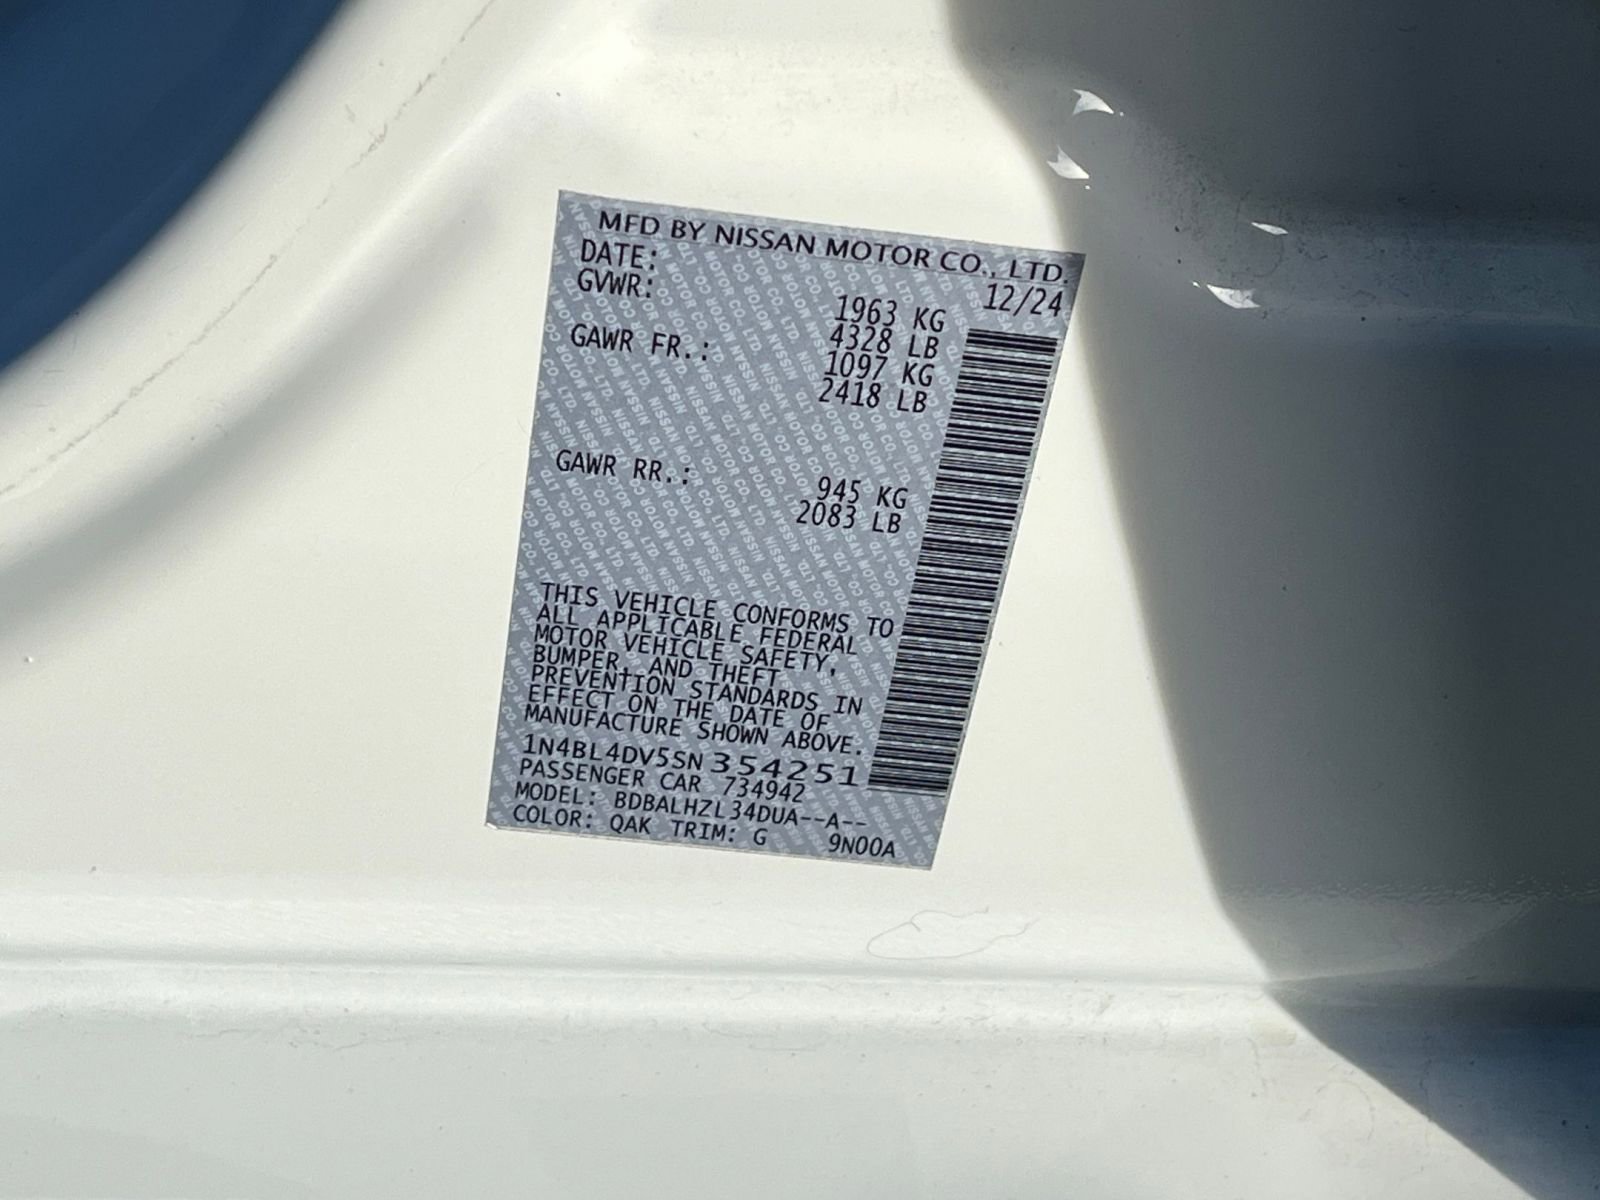 MFD BY NISSAN MOTOR CO., LTD.
DATE: 12/24
GVWR: 1963 KG
4328 LB
GAWR FR.: 1097 KG
2418 LB
GAWR RR.: 945 KG
2083 LB
THIS VEHICLE CONFORMS TO
ALL APPLICABLE FEDERAL
MOTOR VEHICLE SAFETY,
BUMPER, AND THEFT
PREVENTION STANDARDS IN
EFFECT ON THE DATE OF
MANUFACTURE SHOWN ABOVE.
1N4BL4DV5SN354251
PASSENGER CAR 734942
MODEL: BDBALHZL34DUA--A--
COLOR: QAK TRIM: G 9N00A